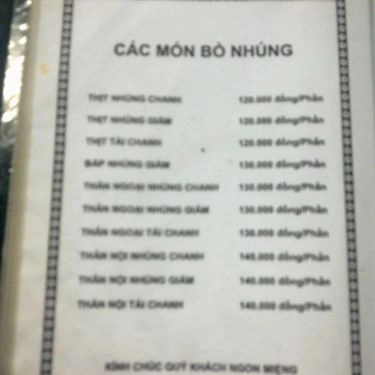 CÁC MÓN BÒ NHÚNG
THỊT NHÚNG CHANH 120.000 đồng/Phần
THỊT NHÚNG GIẤM 120.000 đồng/Phần
THỊT TÁI CHANH 120.000 đồng/Phần
BẮP NHÚNG GIẤM 130.000 đồng/Phần
THĂN NGOẠI NHÚNG CHANH 130.000 đồng/Phần
THĂN NGOẠI NHÚNG GIẤM 130.000 đồng/Phần
THĂN NGOẠI TÁI CHANH 130.000 đồng/Phần
THĂN NỘI NHÚNG CHANH 140.000 đồng/Phần
THĂN NỘI NHÚNG GIẤM 140.000 đồng/Phần
THĂN NỘI TÁI CHANH 140.000 đồng/Phần
KÍNH CHÚC QUÝ KHÁCH NGON MIỆNG